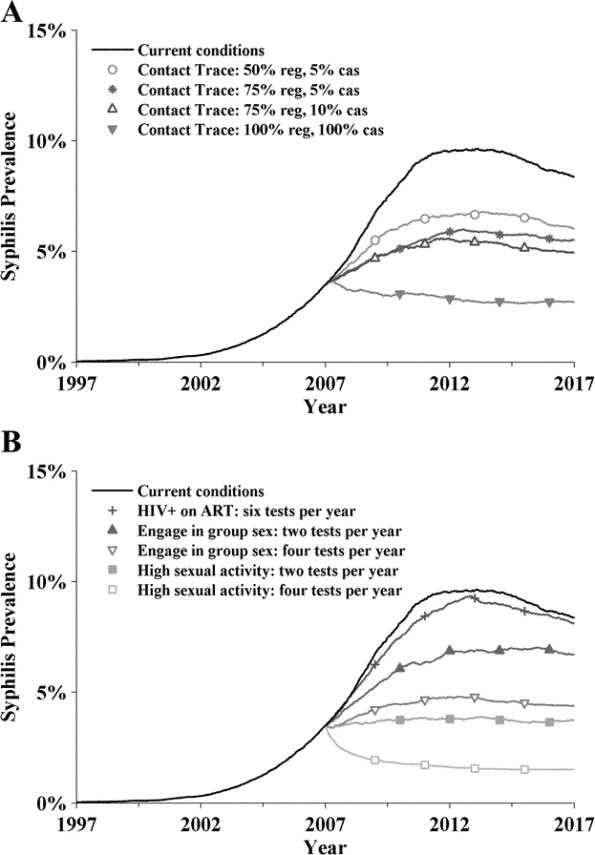 A
15%
Current conditions
Contact Trace: 50% reg, 5% cas
Contact Trace: 75% reg, 5% cas
Contact Trace: 75% reg, 10% cas
Contact Trace: 100% reg, 100% cas
10%
Syphilis Prevalence
5%
0%
1997 2002 2007 2012 2017
Year
B
15%
Current conditions
HIV+ on ART: six tests per year
Engage in group sex: two tests per year
Engage in group sex: four tests per year
High sexual activity: two tests per year
High sexual activity: four tests per year
10%
Syphilis Prevalence
5%
0%
1997 2002 2007 2012 2017
Year